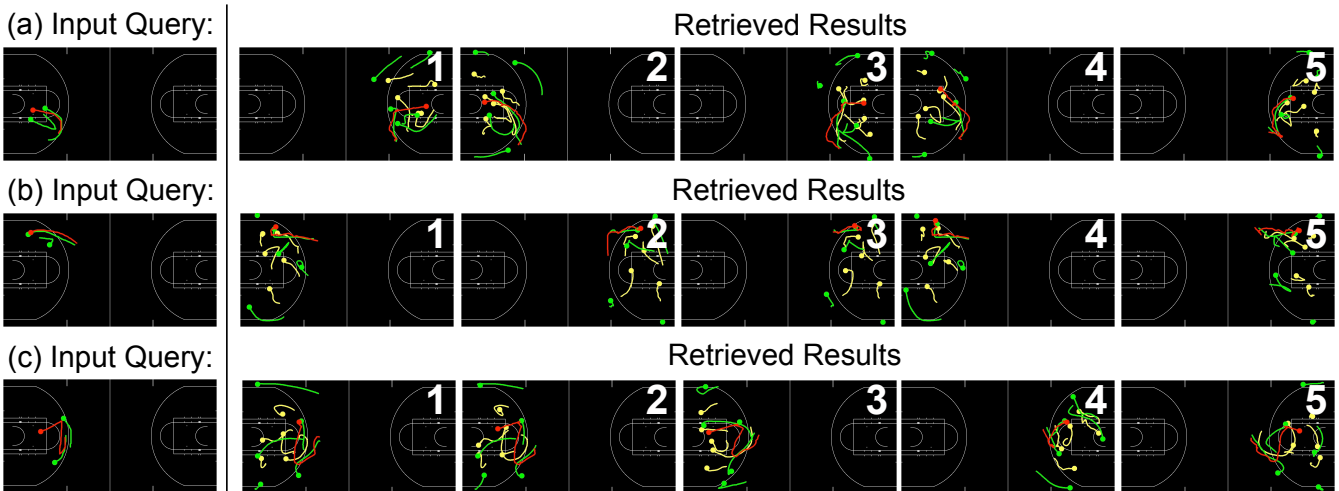 (a) Input Query:
Retrieved Results
1
2
3
4
5
(b) Input Query:
Retrieved Results
1
2
3
4
5
(c) Input Query:
Retrieved Results
1
2
3
4
5